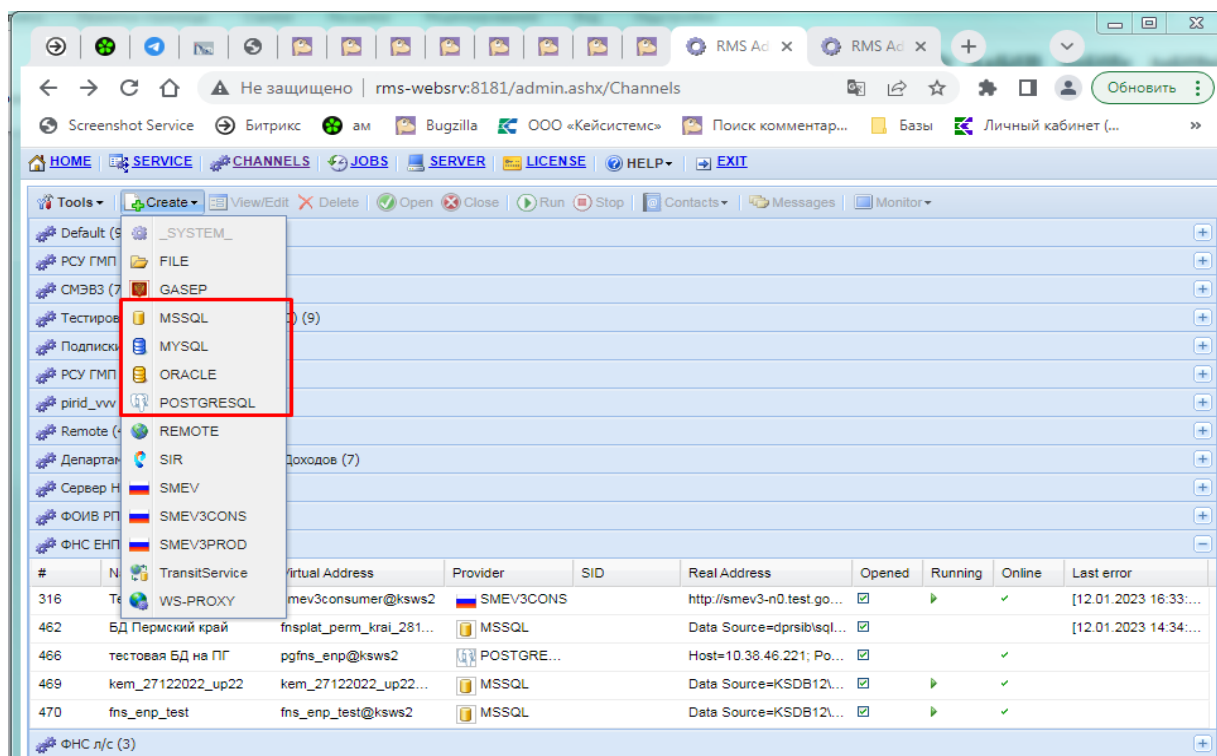 RMS Ad RMS Ad
Не защищено rms-websrv:8181/admin.ashx/Channels Обновить
Screenshot Service Битрикс ам Bugzilla ООО «Кейсистемс» Поиск комментар... Базы Личный кабинет (... »
HOME SERVICE CHANNELS JOBS SERVER LICENSE HELP EXIT
Tools Create View/Edit Delete Open Close Run Stop Contacts Messages Monitor
Default (9 _SYSTEM_
РСУ ГМП FILE
СМЭВ3 (7 GASEP
Тестиров MSSQL ) (9)
Подписки MYSQL
РСУ ГМП ORACLE
pirid_vvv POSTGRESQL
Remote (4 REMOTE
Департам SIR Доходов (7)
Сервер Н SMEV
ФОИВ РП SMEV3CONS
ФНС ЕНП SMEV3PROD
# N TransitService Virtual Address Provider SID Real Address Opened Running Online Last error
316 Те WS-PROXY smev3consumer@ksws2 SMEV3CONS http://smev3-n0.test.go... [12.01.2023 16:33:...
462 БД Пермский край fnsplat_perm_krai_281... MSSQL Data Source=dprsib\sql... [12.01.2023 14:34:...
466 тестовая БД на ПГ pgfns_enp@ksws2 POSTGRE... Host=10.38.46.221; Po...
469 kem_27122022_up22 kem_27122022_up22... MSSQL Data Source=KSDB12\...
470 fns_enp_test fns_enp_test@ksws2 MSSQL Data Source=KSDB12\...
ФНС л/с (3)